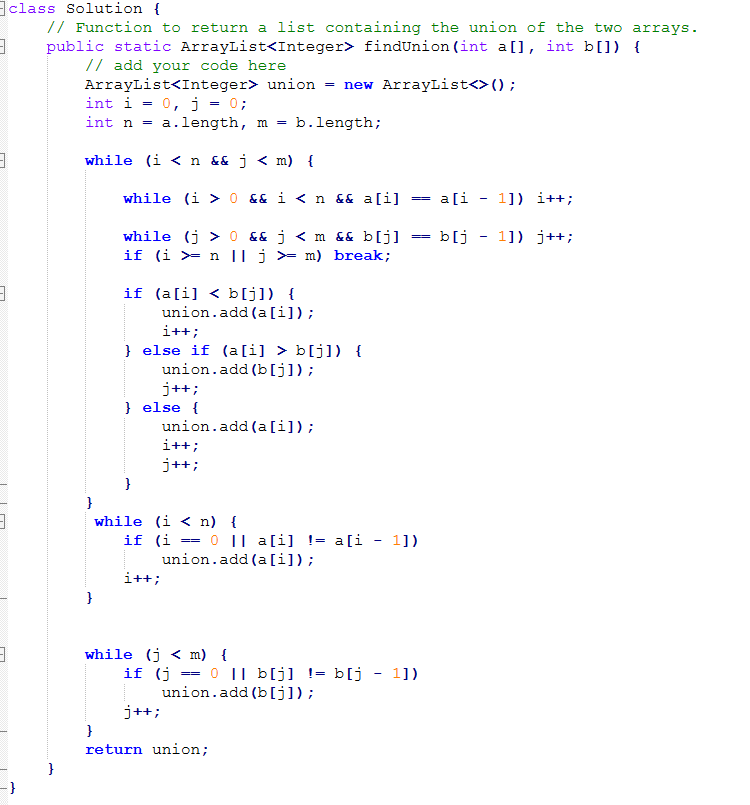 class Solution {
    // Function to return a list containing the union of the two arrays.
    public static ArrayList<Integer> findUnion(int a[], int b[]) {
        // add your code here
        ArrayList<Integer> union = new ArrayList<>();
        int i = 0, j = 0;
        int n = a.length, m = b.length;

        while (i < n && j < m) {

            while (i > 0 && i < n && a[i] == a[i - 1]) i++;

            while (j > 0 && j < m && b[j] == b[j - 1]) j++;
            if (i >= n || j >= m) break;

            if (a[i] < b[j]) {
                union.add(a[i]);
                i++;
            } else if (a[i] > b[j]) {
                union.add(b[j]);
                j++;
            } else {
                union.add(a[i]);
                i++;
                j++;
            }
        }
         while (i < n) {
            if (i == 0 || a[i] != a[i - 1])
                union.add(a[i]);
            i++;
        }


        while (j < m) {
            if (j == 0 || b[j] != b[j - 1])
                union.add(b[j]);
            j++;
        }
        return union;
    }
}